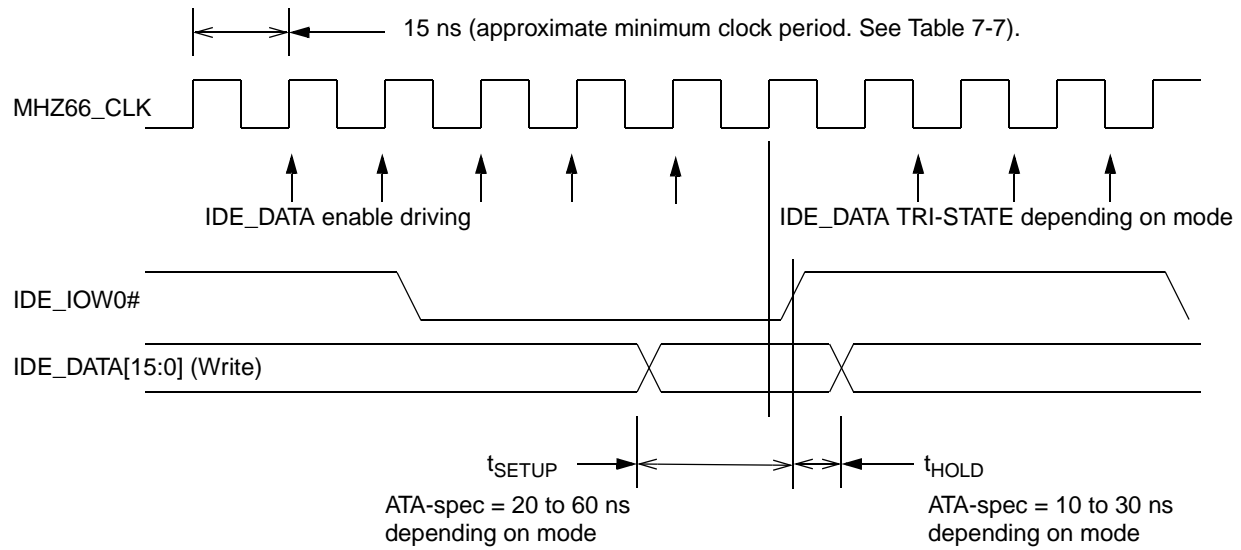 15 ns (approximate minimum clock period. See Table 7-7).
MHZ66_CLK
IDE_DATA enable driving
IDE_DATA TRI-STATE depending on mode
IDE_IOW0#
IDE_DATA[15:0] (Write)
tSETUP
tHOLD
ATA-spec = 20 to 60 ns
depending on mode
ATA-spec = 10 to 30 ns
depending on mode